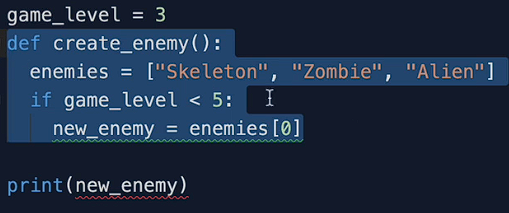 game_level = 3
def create_enemy():
  enemies = ["Skeleton", "Zombie", "Alien"]
  if game_level < 5:
    new_enemy = enemies[0]

print(new_enemy)